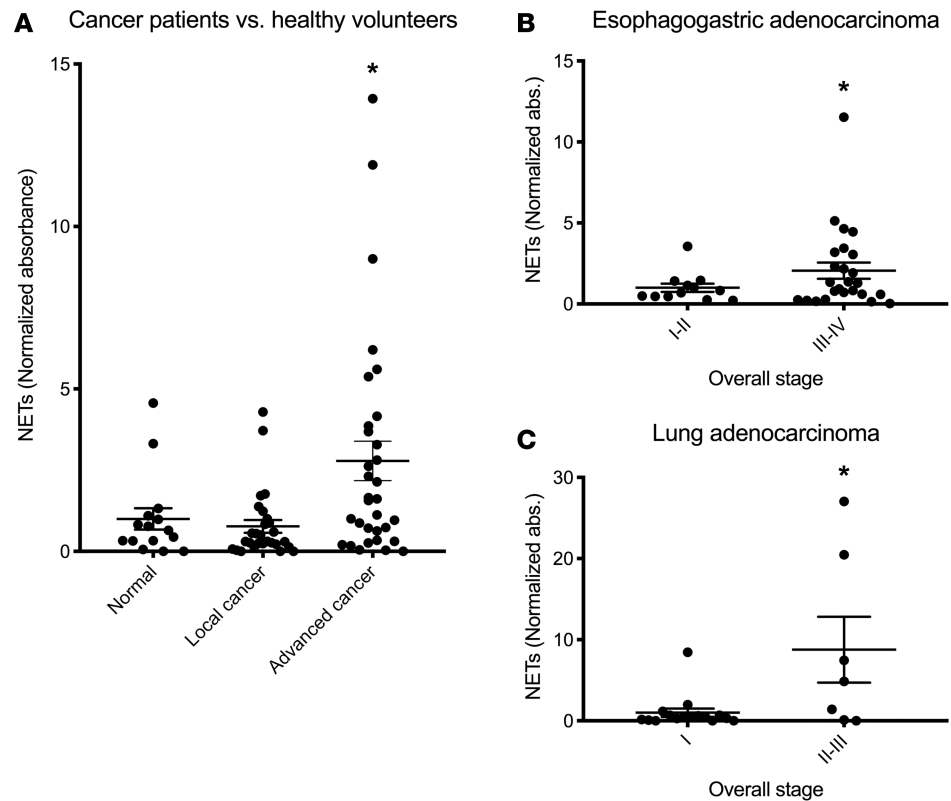 A
Cancer patients vs. healthy volunteers
*
15
10
5
0
NETs (Normalized absorbance)
Normal
Local cancer
Advanced cancer
B
Esophagogastric adenocarcinoma
*
15
10
5
0
NETs (Normalized abs.)
I-II
III-IV
Overall stage
C
Lung adenocarcinoma
*
30
20
10
0
NETs (Normalized abs.)
I
II-III
Overall stage